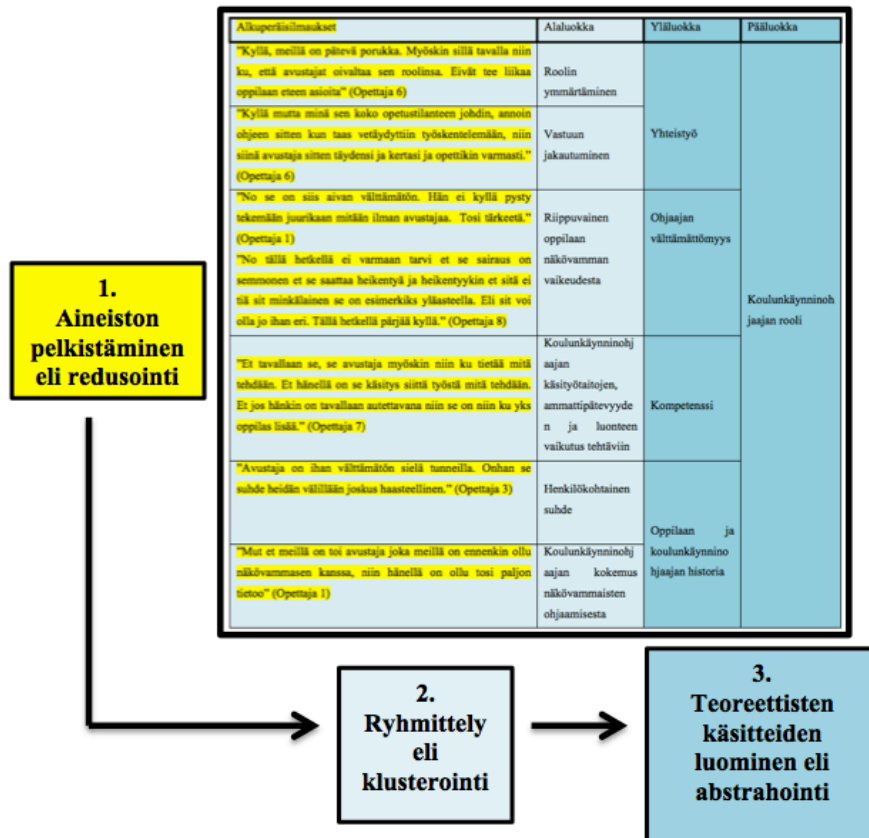 Alkuperäisilmaukset
Alaluokka
Yläluokka
Pääluokka
"Kyllä, meillä on pätevä porukka. Myöskin sillä tavalla niin
ku, että avustajat oivaltaa sen roolinsa. Eivät tee liikaa
oppilaan eteen asioita" (Opettaja 6)
Roolin
ymmärtäminen
"Kyllä mutta minä sen koko opetustilanteen johdin, annoin
ohjeen sitten kun taas vetäydyttiin työskentelemään, niin
siinä avustaja sitten täydensi ja kertasi ja opettikin varmasti."
(Opettaja 6)
Vastuun
jakautuminen
Yhteistyö
"No se on siis aivan välttämätön. Hän ei kyllä pysty
tekemään juurikaan mitään ilman avustajaa. Tosi tärkeetä."
(Opettaja 1)
"No tällä hetkellä ei varmaan tarvi et se sairaus on
semmonen et se saattaa heikentyä ja heikentyykin et sitä ei
tiä sit minkälainen se on esimerkiks yläasteella. Eli sit voi
olla jo ihan eri. Tällä hetkellä pärjää kyllä." (Opettaja 8)
Riippuvainen
oppilaan
näkövamman
vaikeudesta
Ohjaajan
välttämättömyys
Koulunkäynninoh
jaajan rooli
"Et tavallaan se, se avustaja myöskin niin ku tietää mitä
tehdään. Et hänellä on se käsitys siittä työstä mitä tehdään.
Et jos hänkin on tavallaan autettavana niin se on niin ku yks
oppilas lisää." (Opettaja 7)
Koulunkäynninohj
aajan
käsityötaitojen,
ammattipätevyyde
n ja luonteen
vaikutus tehtäviin
Kompetenssi
"Avustaja on ihan välttämätön sielä tunneilla. Onhan se
suhde heidän välillään joskus haasteellinen." (Opettaja 3)
Henkilökohtainen
suhde
"Mut et meillä on toi avustaja joka meillä on ennenkin ollu
näkövammasen kanssa, niin hänellä on ollu tosi paljon
tietoo" (Opettaja 1)
Koulunkäynninohj
aajan kokemus
näkövammaisten
ohjaamisesta
Oppilaan ja
koulunkäynnino
hjaajan historia
1.
Aineiston
pelkistäminen
eli redusointi
2.
Ryhmittely
eli
klusterointi
3.
Teoreettisten
käsitteiden
luominen eli
abstrahointi